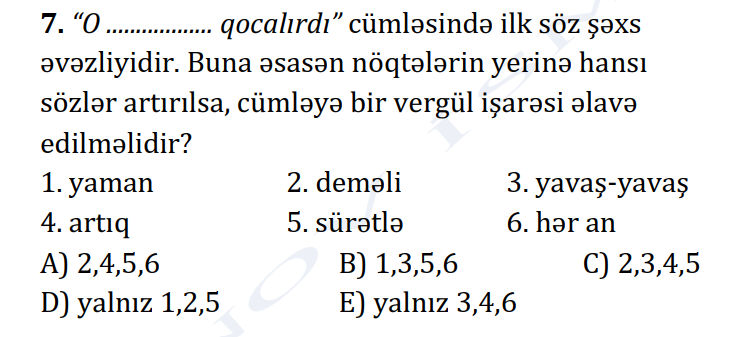 7. “O .................. qocalırdı” cümləsində ilk söz şəxs
əvəzliyidir. Buna əsasən nöqtələrin yerinə hansı
sözlər artırılsa, cümləyə bir vergül işarəsi əlavə
edilməlidir?
1. yaman 2. deməli 3. yavaş-yavaş
4. artıq 5. sürətlə 6. hər an
A) 2,4,5,6 B) 1,3,5,6 C) 2,3,4,5
D) yalnız 1,2,5 E) yalnız 3,4,6